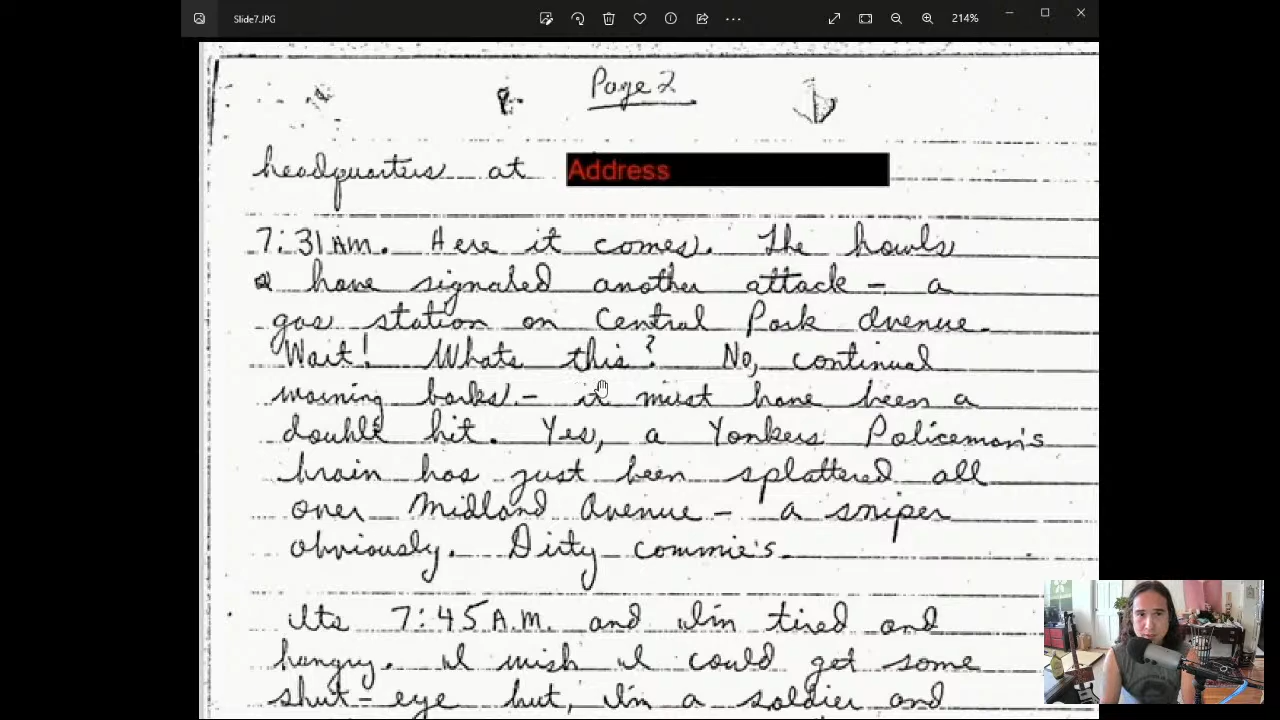 Slide7.JPG
214%
Page 2
headquarters at Address
7:31 AM. Here it comes. The howls
have signaled another attack - a
gas station on Central Park Avenue.
Wait! Whats this? No, continual
warning barks - it must have been a
double hit. Yes, a Yonkers Policeman's
brain has just been splattered all
over Midland Avenue - a sniper
obviously. Dirty commie's.
Its 7:45 A.M. and I'm tired and
hungry. I wish I could get some
shut-eye but, I'm a soldier and